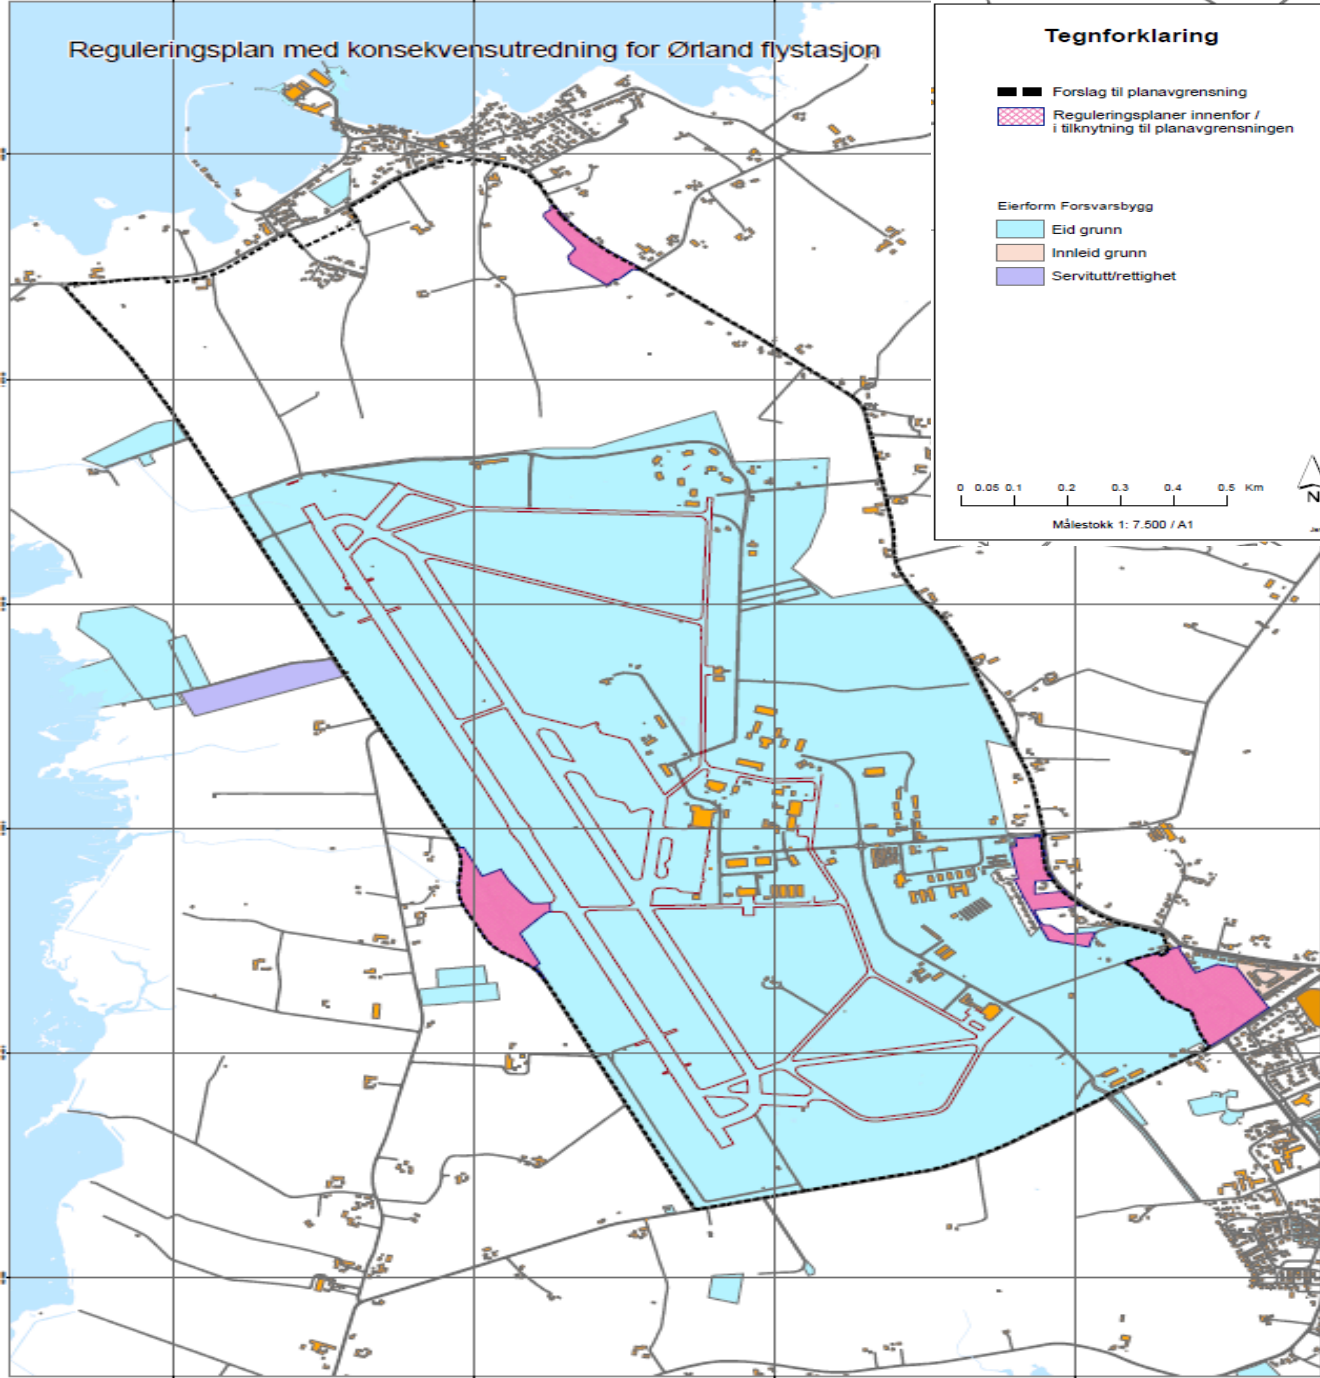 Reguleringsplan med konsekvensutredning for Ørland flystasjon
Tegnforklaring
Forslag til planavgrensning
Reguleringsplaner innenfor /
i tilknytning til planavgrensningen
Eierform Forsvarsbygg
Eid grunn
Innleid grunn
Servitutt/rettighet
0 0.05 0.1 0.2 0.3 0.4 0.5 Km
N
Målestokk 1: 7.500 / A1